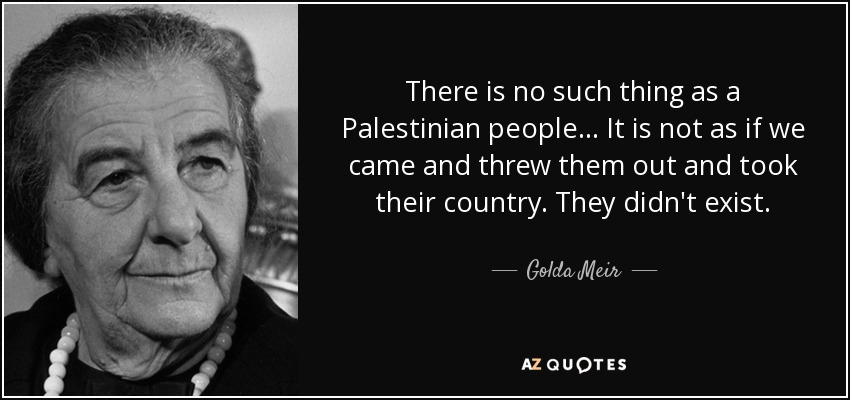 There is no such thing as a
Palestinian people... It is not as if we
came and threw them out and took
their country. They didn't exist.
Golda Meir
AZ QUOTES